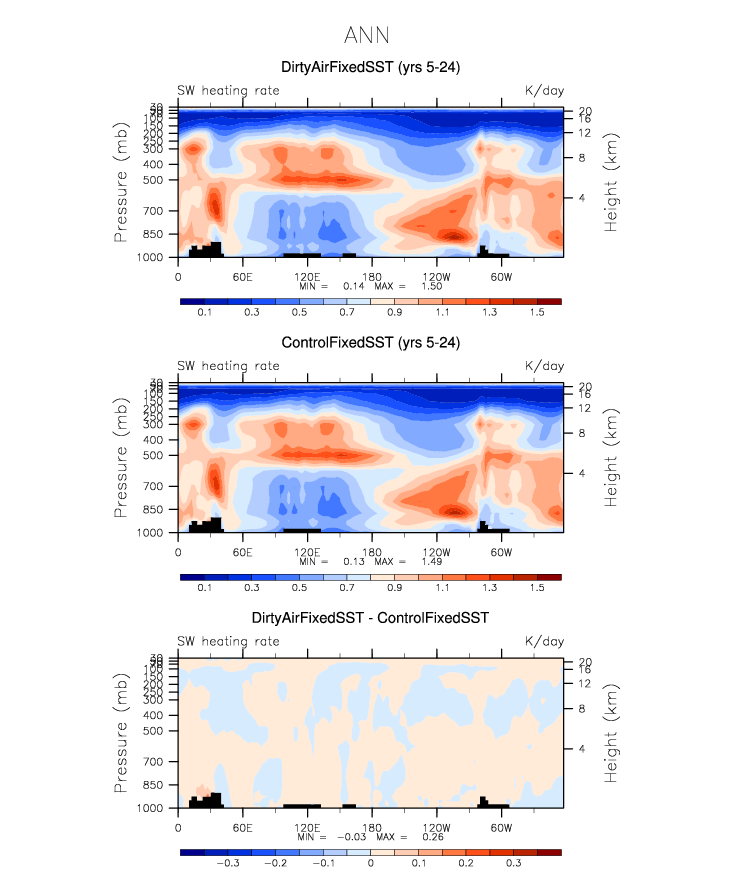 ANN
DirtyAirFixedSST (yrs 5-24)
SW heating rate K/day
Pressure (mb)
30
100
150
200
250
300
400
500
700
850
1000
20
16
12
8
4
Height (km)
0 60E 120E 180 120W 60W
MIN = 0.14 MAX = 1.50
0.1 0.3 0.5 0.7 0.9 1.1 1.3 1.5
ControlFixedSST (yrs 5-24)
SW heating rate K/day
Pressure (mb)
30
100
150
200
250
300
400
500
700
850
1000
20
16
12
8
4
Height (km)
0 60E 120E 180 120W 60W
MIN = 0.13 MAX = 1.49
0.1 0.3 0.5 0.7 0.9 1.1 1.3 1.5
DirtyAirFixedSST - ControlFixedSST
SW heating rate K/day
Pressure (mb)
30
100
150
200
250
300
400
500
700
850
1000
20
16
12
8
4
Height (km)
0 60E 120E 180 120W 60W
MIN = -0.03 MAX = 0.26
-0.3 -0.2 -0.1 0 0.1 0.2 0.3